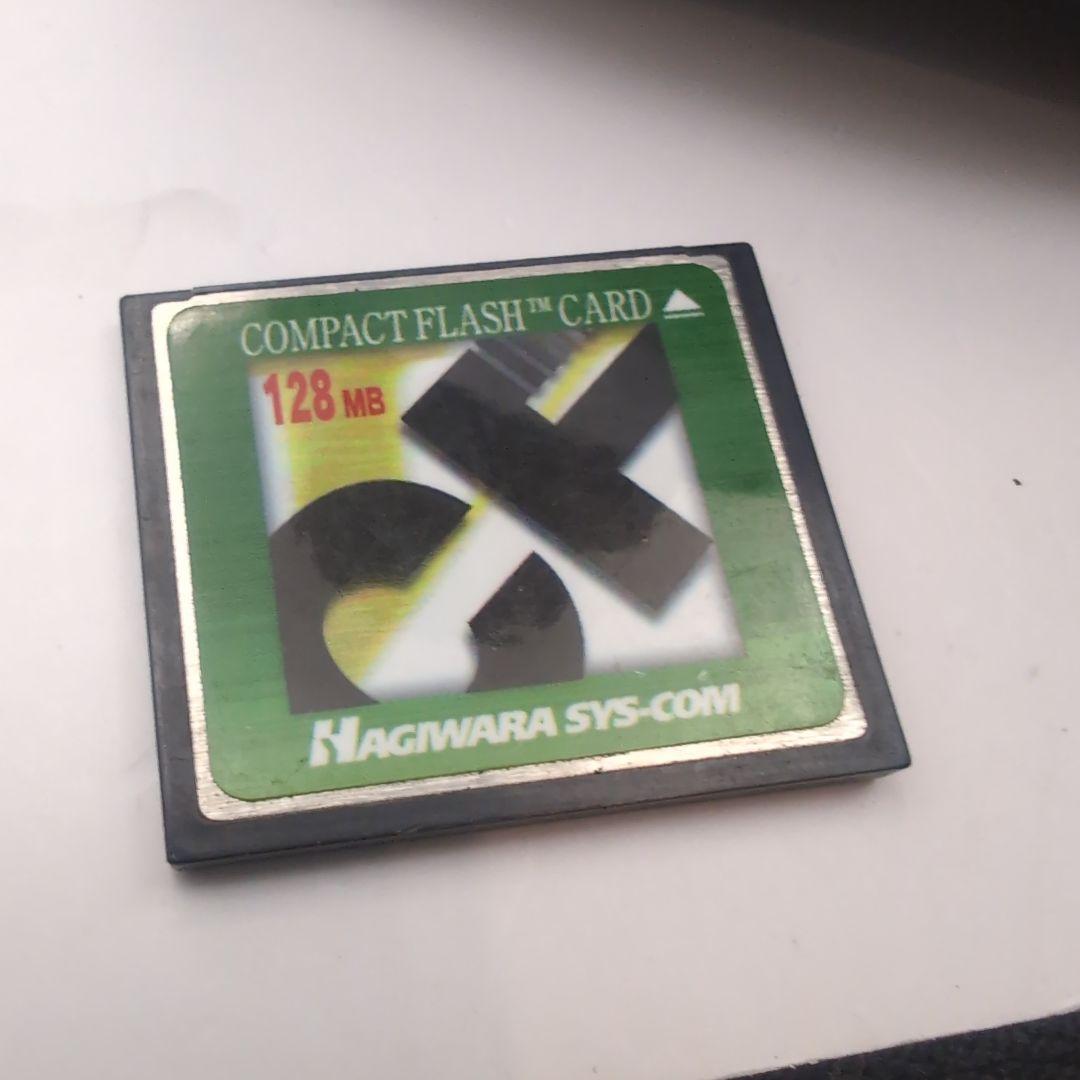 COMPACT FLASH™ CARD
128 MB
HAGIWARA SYS-COM